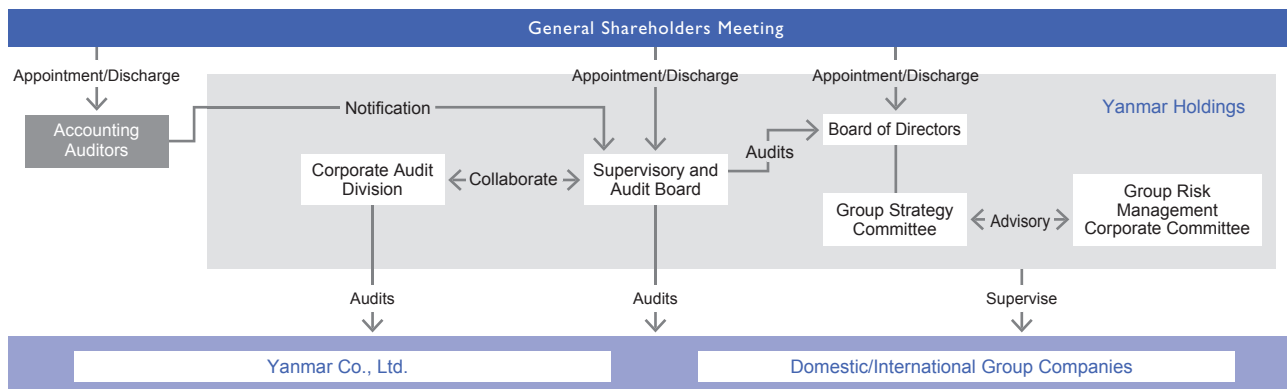 General Shareholders Meeting
Appointment/Discharge
Appointment/Discharge
Appointment/Discharge
Yanmar Holdings
Notification
Accounting
Auditors
Board of Directors
Audits
Corporate Audit
Division
Collaborate
Supervisory and
Audit Board
Group Strategy
Committee
Advisory
Group Risk
Management
Corporate Committee
Audits
Audits
Supervise
Yanmar Co., Ltd.
Domestic/International Group Companies